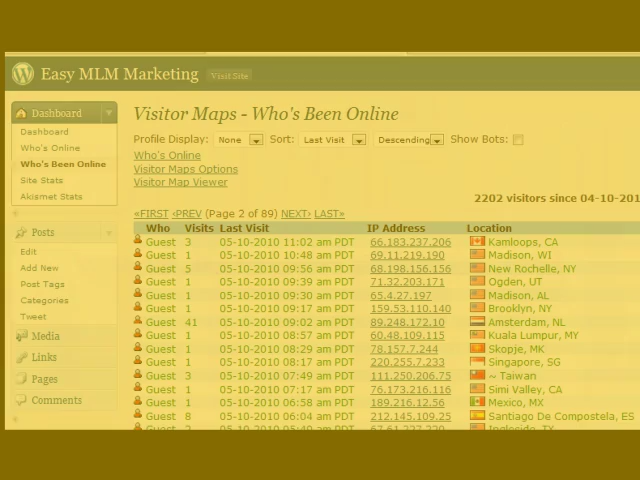 Easy MLM Marketing Visit Site
Dashboard
Dashboard
Who's Online
Who's Been Online
Site Stats
Akismet Stats
Posts
Edit
Add New
Post Tags
Categories
Tweet
Media
Links
Pages
Comments
Visitor Maps - Who's Been Online
Profile Display: None Sort: Last Visit Descending Show Bots:
Who's Online
Visitor Maps Options
Visitor Map Viewer
2202 visitors since 04-10-201
«FIRST ‹PREV (Page 2 of 89) NEXT› LAST»
Who Visits Last Visit IP Address Location
Guest 3 05-10-2010 11:02 am PDT 66.183.237.206 Kamloops, CA
Guest 1 05-10-2010 10:48 am PDT 69.11.219.190 Madison, WI
Guest 5 05-10-2010 09:56 am PDT 68.198.156.156 New Rochelle, NY
Guest 1 05-10-2010 09:39 am PDT 71.32.203.171 Ogden, UT
Guest 1 05-10-2010 09:30 am PDT 65.4.27.197 Madison, AL
Guest 1 05-10-2010 09:17 am PDT 159.53.110.140 Brooklyn, NY
Guest 41 05-10-2010 09:02 am PDT 89.248.172.10 Amsterdam, NL
Guest 1 05-10-2010 08:57 am PDT 60.48.109.115 Kuala Lumpur, MY
Guest 1 05-10-2010 08:29 am PDT 78.157.7.244 Skopje, MK
Guest 1 05-10-2010 08:17 am PDT 220.255.7.233 Singapore, SG
Guest 3 05-10-2010 07:49 am PDT 111.250.206.75 ~ Taiwan
Guest 1 05-10-2010 07:17 am PDT 76.173.216.116 Simi Valley, CA
Guest 1 05-10-2010 06:58 am PDT 189.216.12.56 Mexico, MX
Guest 8 05-10-2010 06:04 am PDT 212.145.109.25 Santiago De Compostela, ES
Guest 2 05-10-2010 05:49 am PDT 67.61.227.220 Ingleside, TX